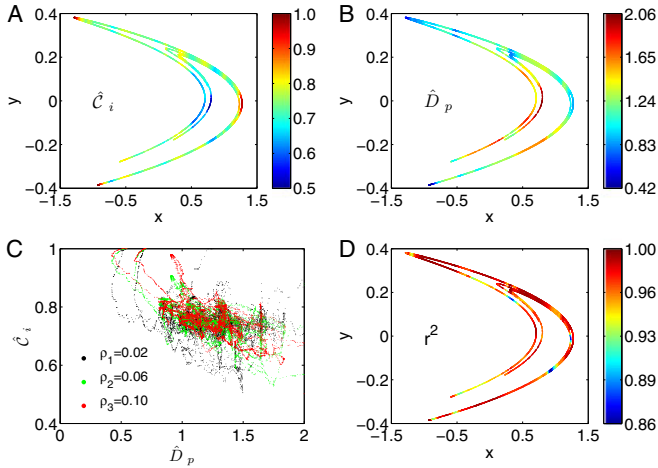 A
0.4
0.2
0
−0.2
−0.4
y
Ĉ i
−1.5
−0.5
0.5
1.5
x
1.0
0.9
0.8
0.7
0.6
0.5
B
0.4
0.2
0
−0.2
−0.4
y
D̂ p
−1.5
−0.5
0.5
1.5
x
2.06
1.65
1.24
0.83
0.42
C
1
0.8
0.6
0.4
Ĉ i
ρ1=0.02
ρ2=0.06
ρ3=0.10
0
0.5
1
1.5
2
D̂ p
D
0.4
0.2
0
−0.2
−0.4
y
r²
−1.5
−0.5
0.5
1.5
x
1.00
0.96
0.93
0.89
0.86